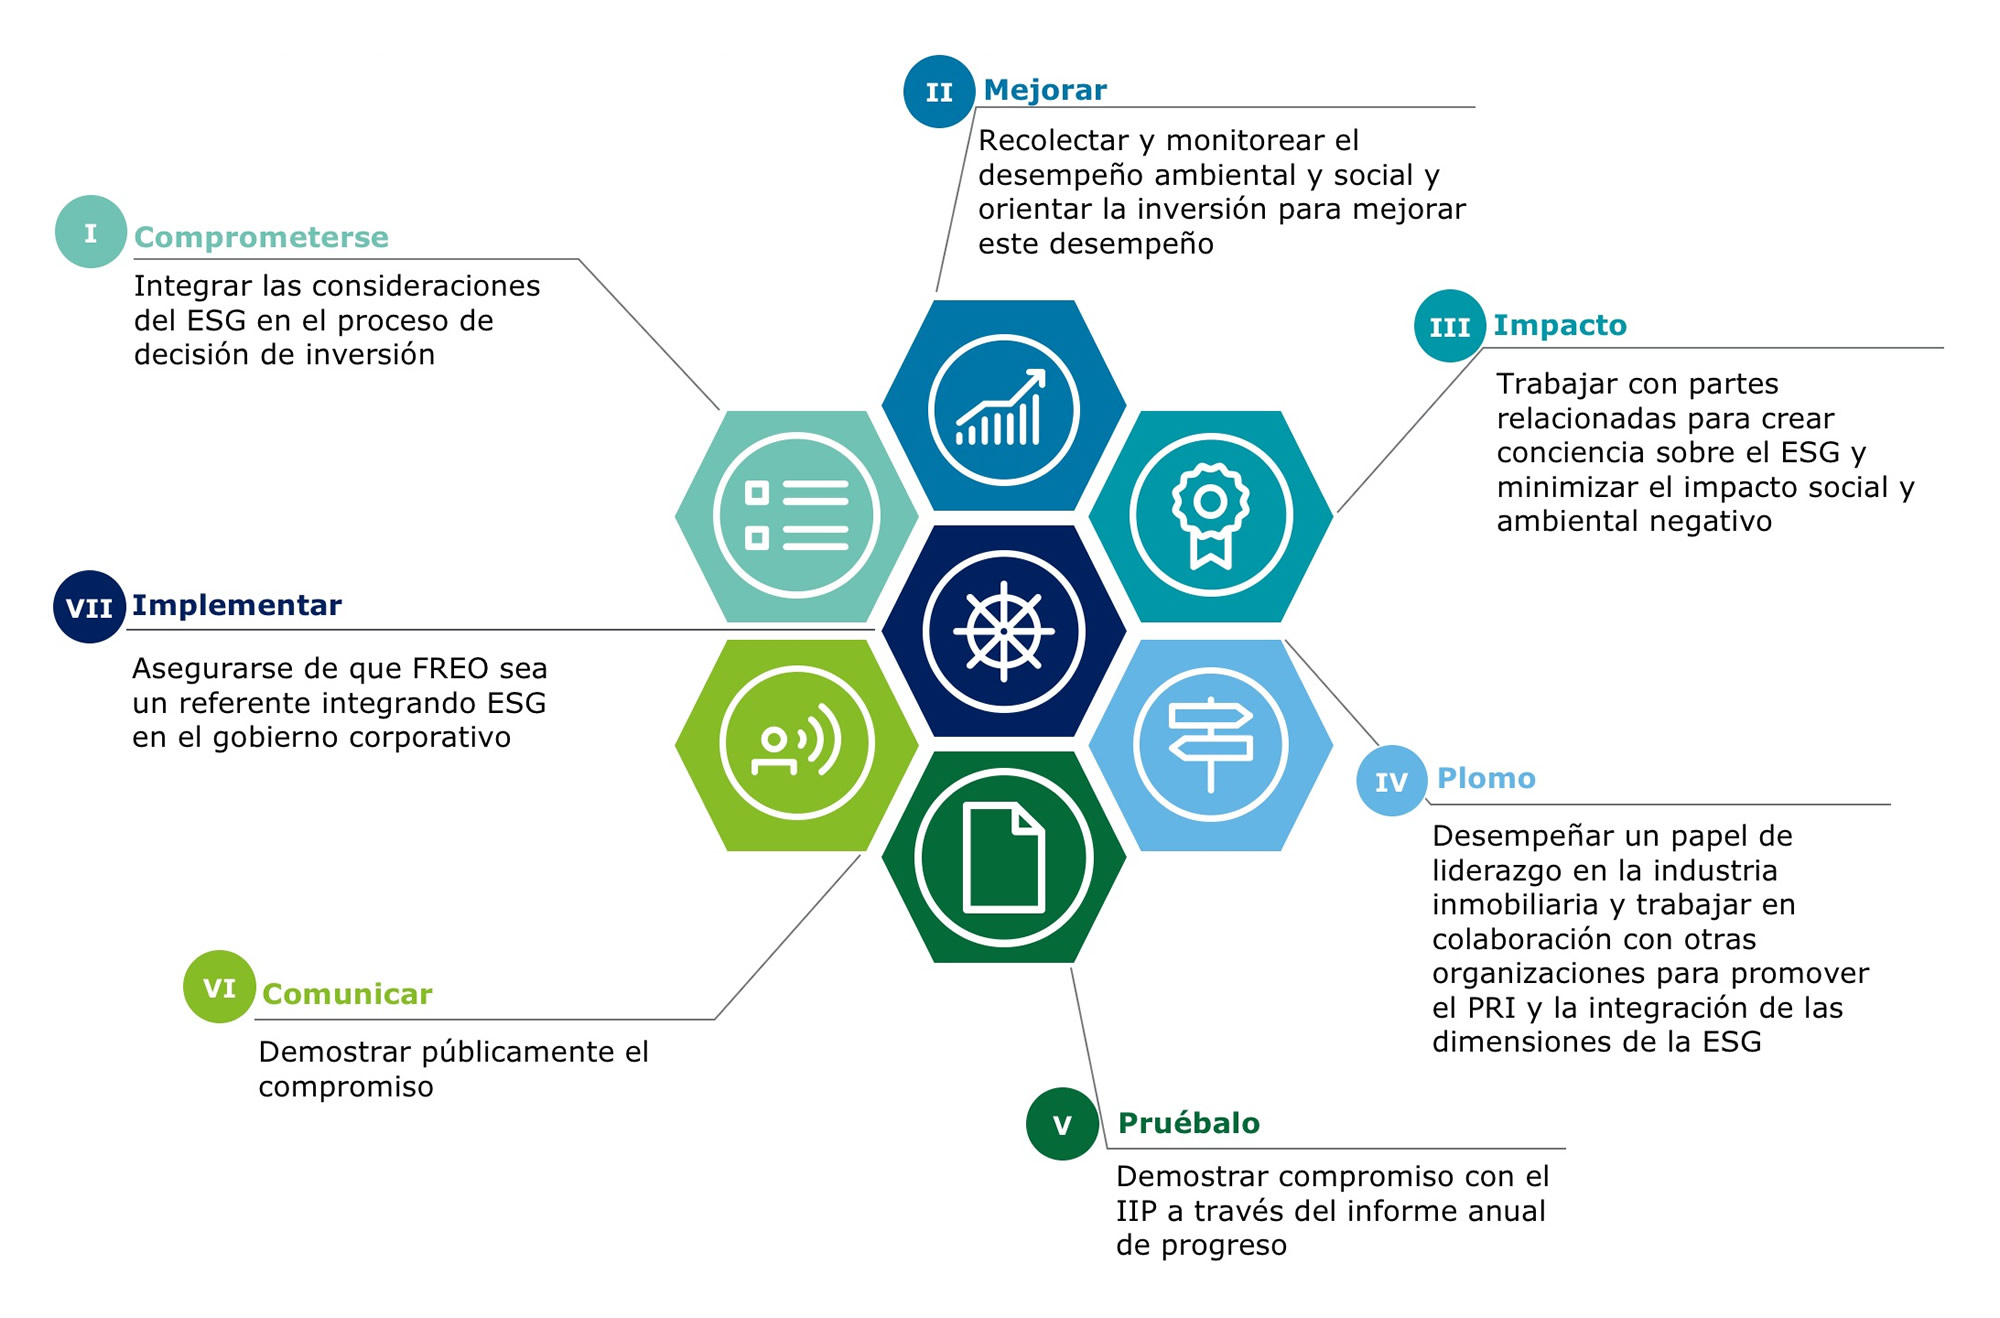 I
Comprometerse
Integrar las consideraciones
del ESG en el proceso de
decisión de inversión
II
Mejorar
Recolectar y monitorear el
desempeño ambiental y social y
orientar la inversión para mejorar
este desempeño
III
Impacto
Trabajar con partes
relacionadas para crear
conciencia sobre el ESG y
minimizar el impacto social y
ambiental negativo
IV
Plomo
Desempeñar un papel de
liderazgo en la industria
inmobiliaria y trabajar en
colaboración con otras
organizaciones para promover
el PRI y la integración de las
dimensiones de la ESG
V
Pruébalo
Demostrar compromiso con el
IIP a través del informe anual
de progreso
VI
Comunicar
Demostrar públicamente el
compromiso
VII
Implementar
Asegurarse de que FREO sea
un referente integrando ESG
en el gobierno corporativo